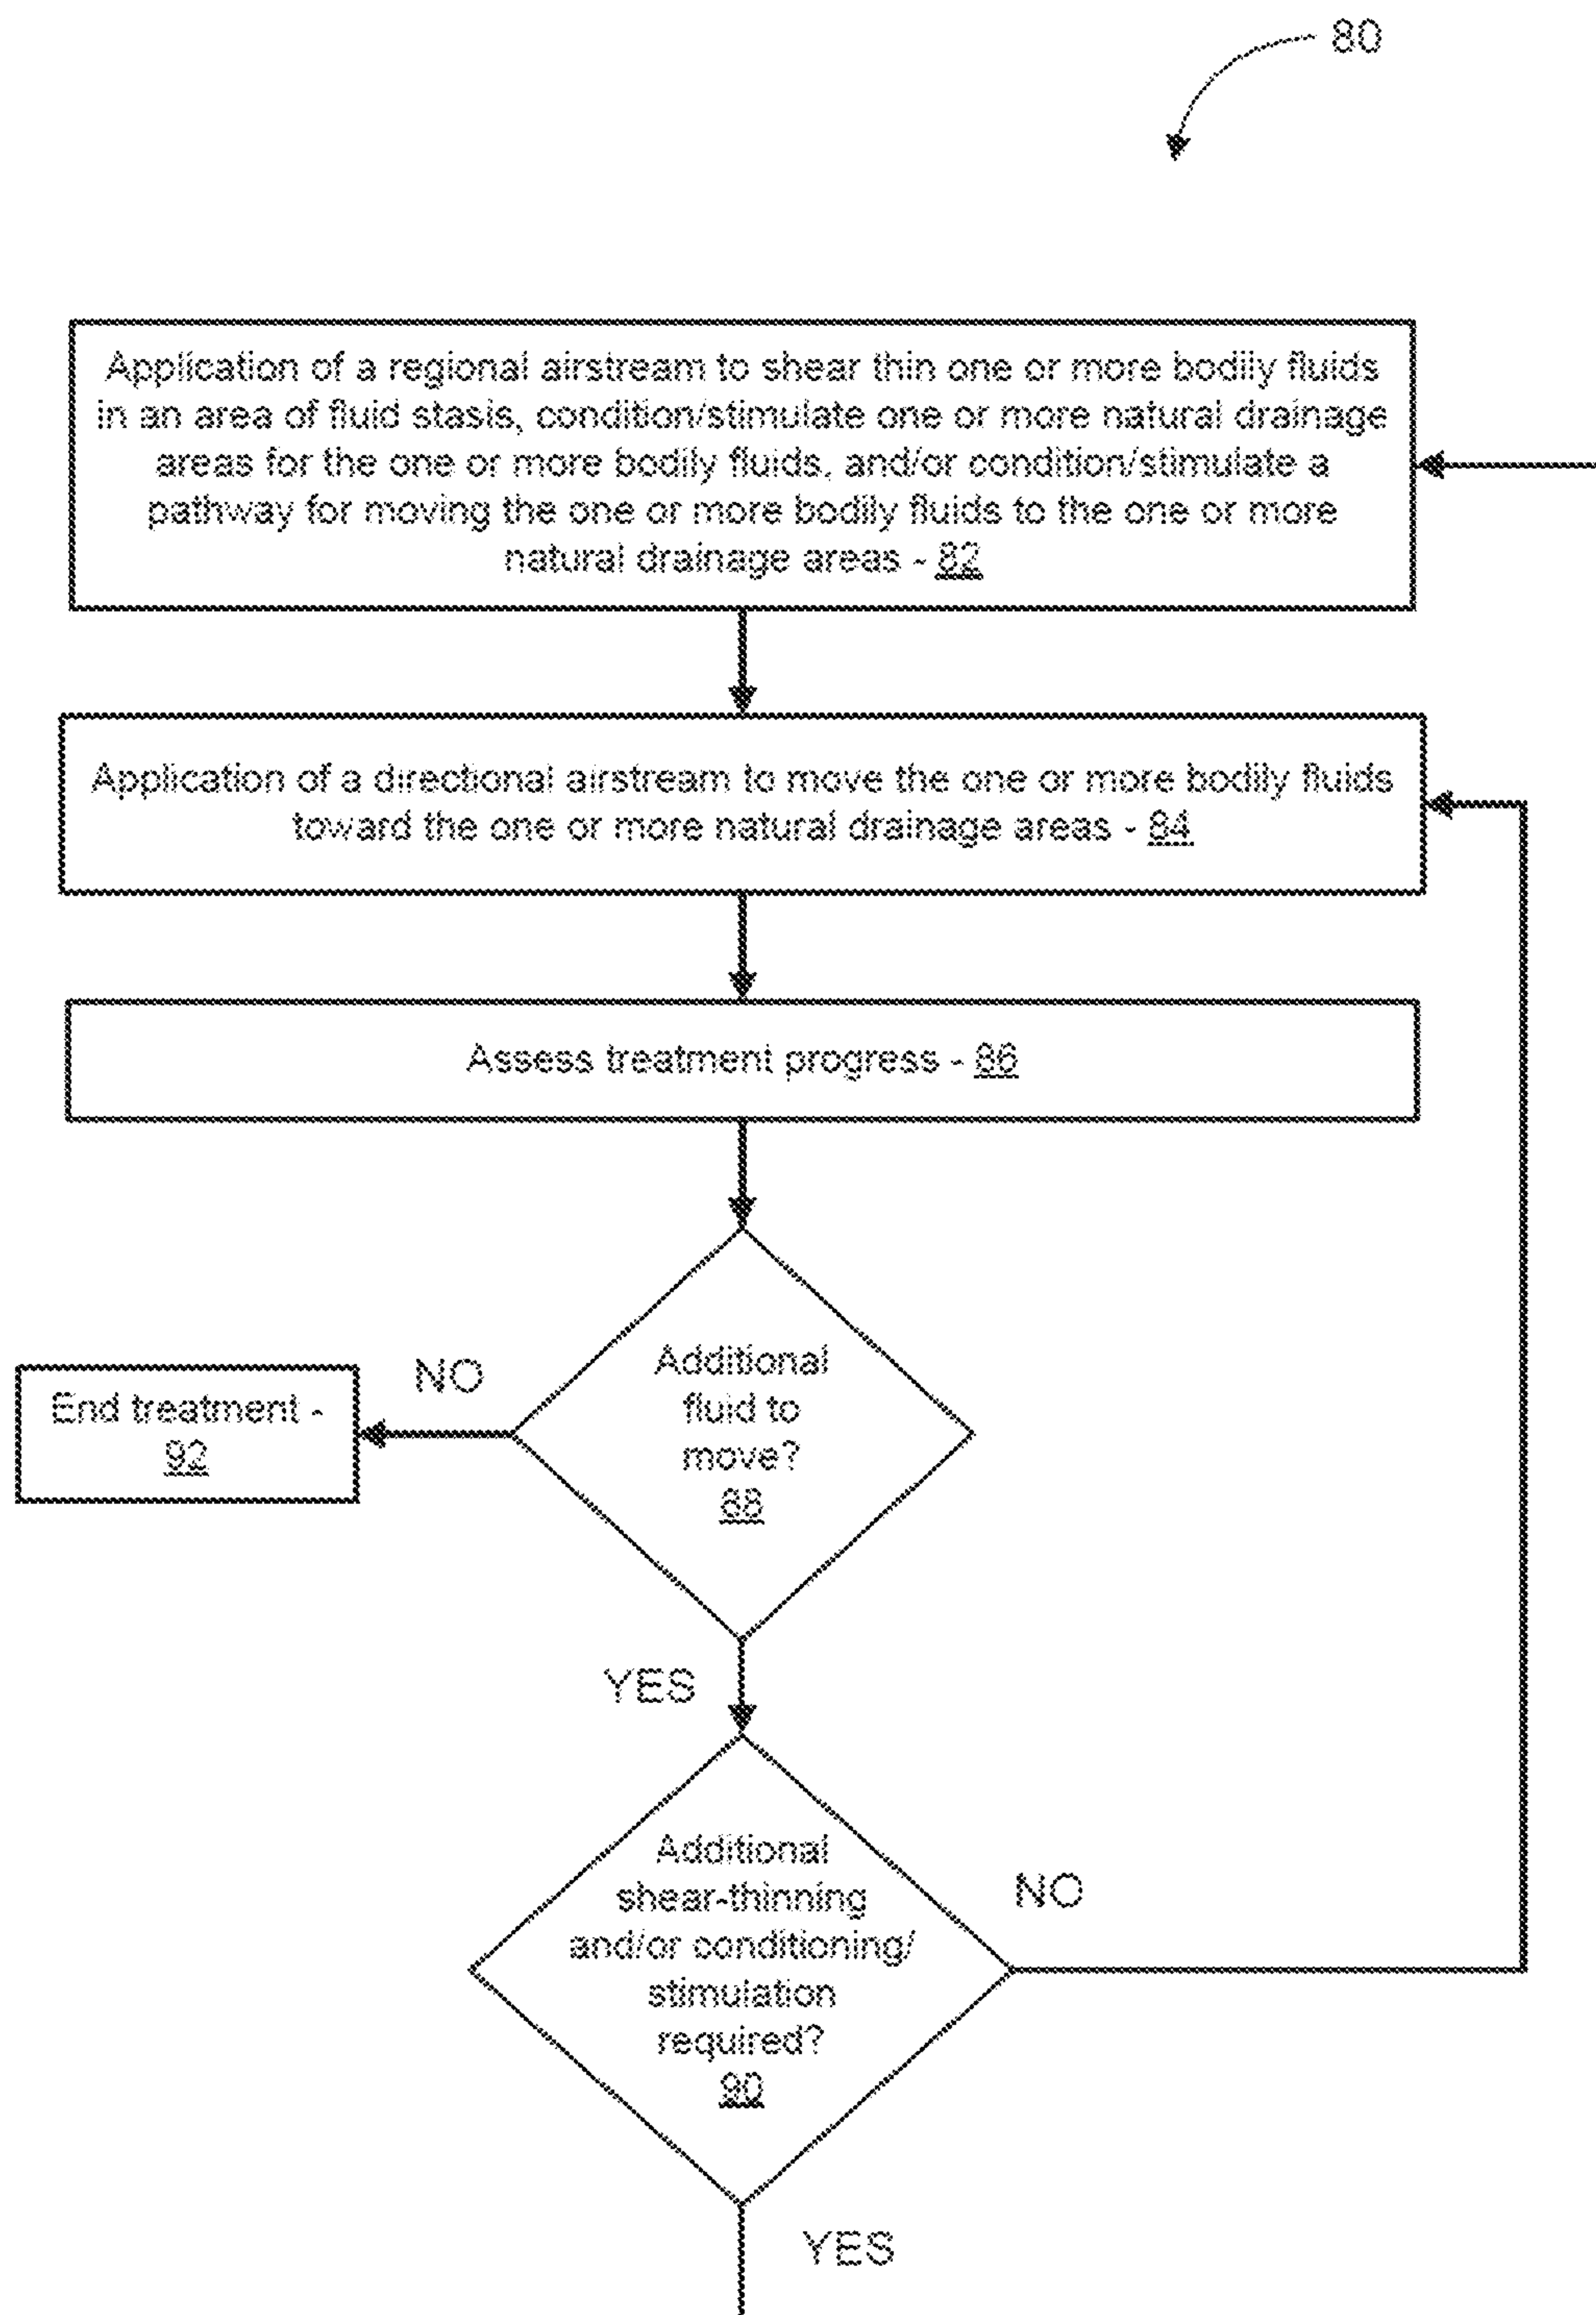 80
Application of a regional airstream to shear thin one or more bodily fluids
in an area of fluid stasis, condition/stimulate one or more natural drainage
areas for the one or more bodily fluids, and/or condition/stimulate a
pathway for moving the one or more bodily fluids to the one or more
natural drainage areas - 82
Application of a directional airstream to move the one or more bodily fluids
toward the one or more natural drainage areas - 84
Assess treatment progress - 86
Additional
fluid to
move?
68
NO
End treatment -
92
YES
Additional
shear-thinning
and/or conditioning/
stimulation
required?
90
NO
YES